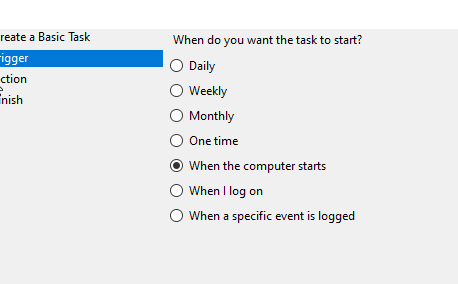 reate a Basic Task
igger
ction
inish
When do you want the task to start?
Daily
Weekly
Monthly
One time
When the computer starts
When I log on
When a specific event is logged